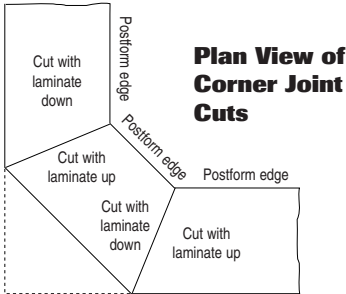 Plan View of
Corner Joint
Cuts
Cut with
laminate
down
Postform edge
Postform edge
Cut with
laminate up
Postform edge
Cut with
laminate
down
Cut with
laminate up